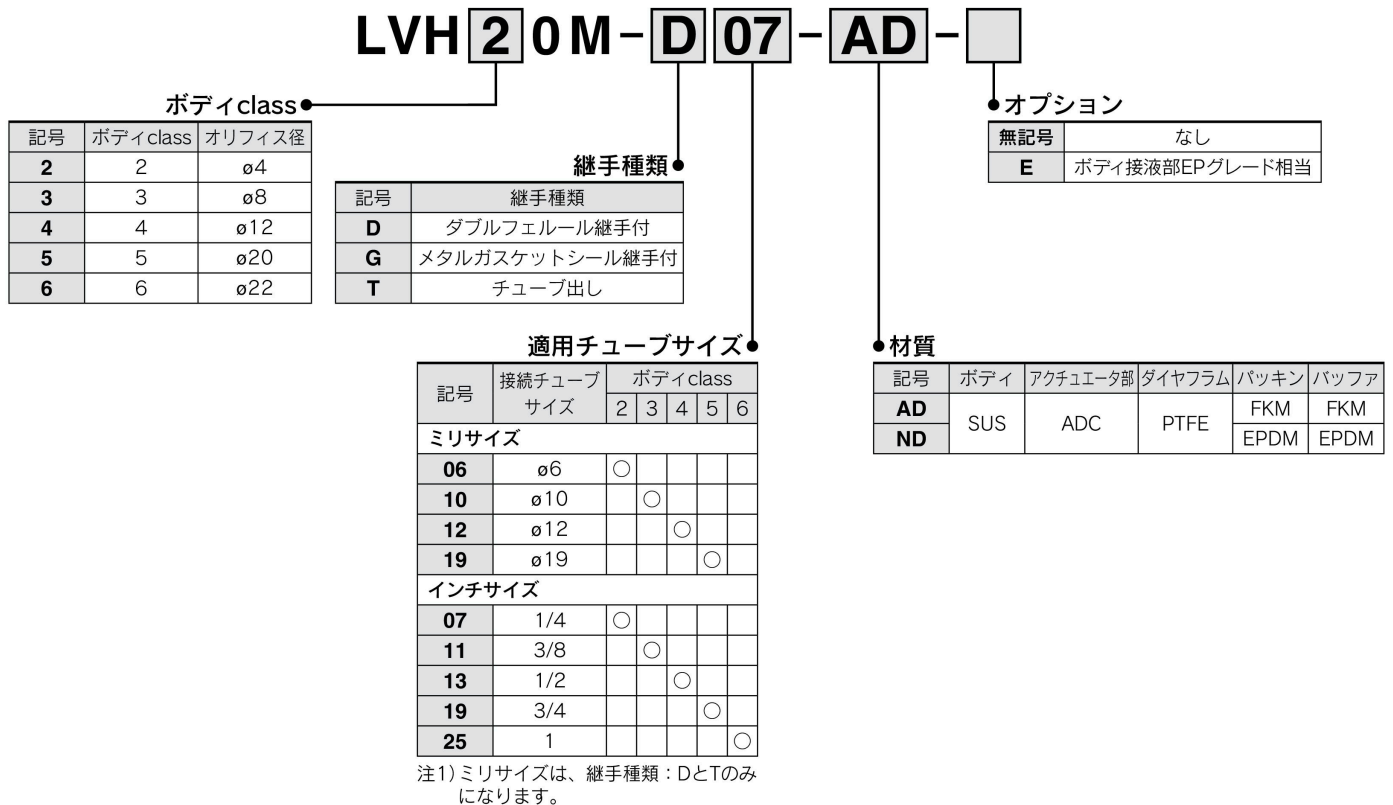 LVH 2 0 M - D 07 - AD -
ボディclass
記号 ボディclass オリフィス径
2 2 ø4
3 3 ø8
4 4 ø12
5 5 ø20
6 6 ø22
継手種類
記号 継手種類
D ダブルフェルール継手付
G メタルガスケットシール継手付
T チューブ出し
オプション
無記号 なし
E ボディ接液部EPグレード相当
適用チューブサイズ
記号 接続チューブサイズ ボディclass
2 3 4 5 6
ミリサイズ
06 ø6 ○
10 ø10 ○
12 ø12 ○
19 ø19 ○
インチサイズ
07 1/4 ○
11 3/8 ○
13 1/2 ○
19 3/4 ○
25 1 ○
注1)ミリサイズは、継手種類：DとTのみ
になります。
材質
記号 ボディ アクチュエータ部 ダイヤフラム パッキン バッファ
AD SUS ADC PTFE FKM FKM
ND EPDM EPDM